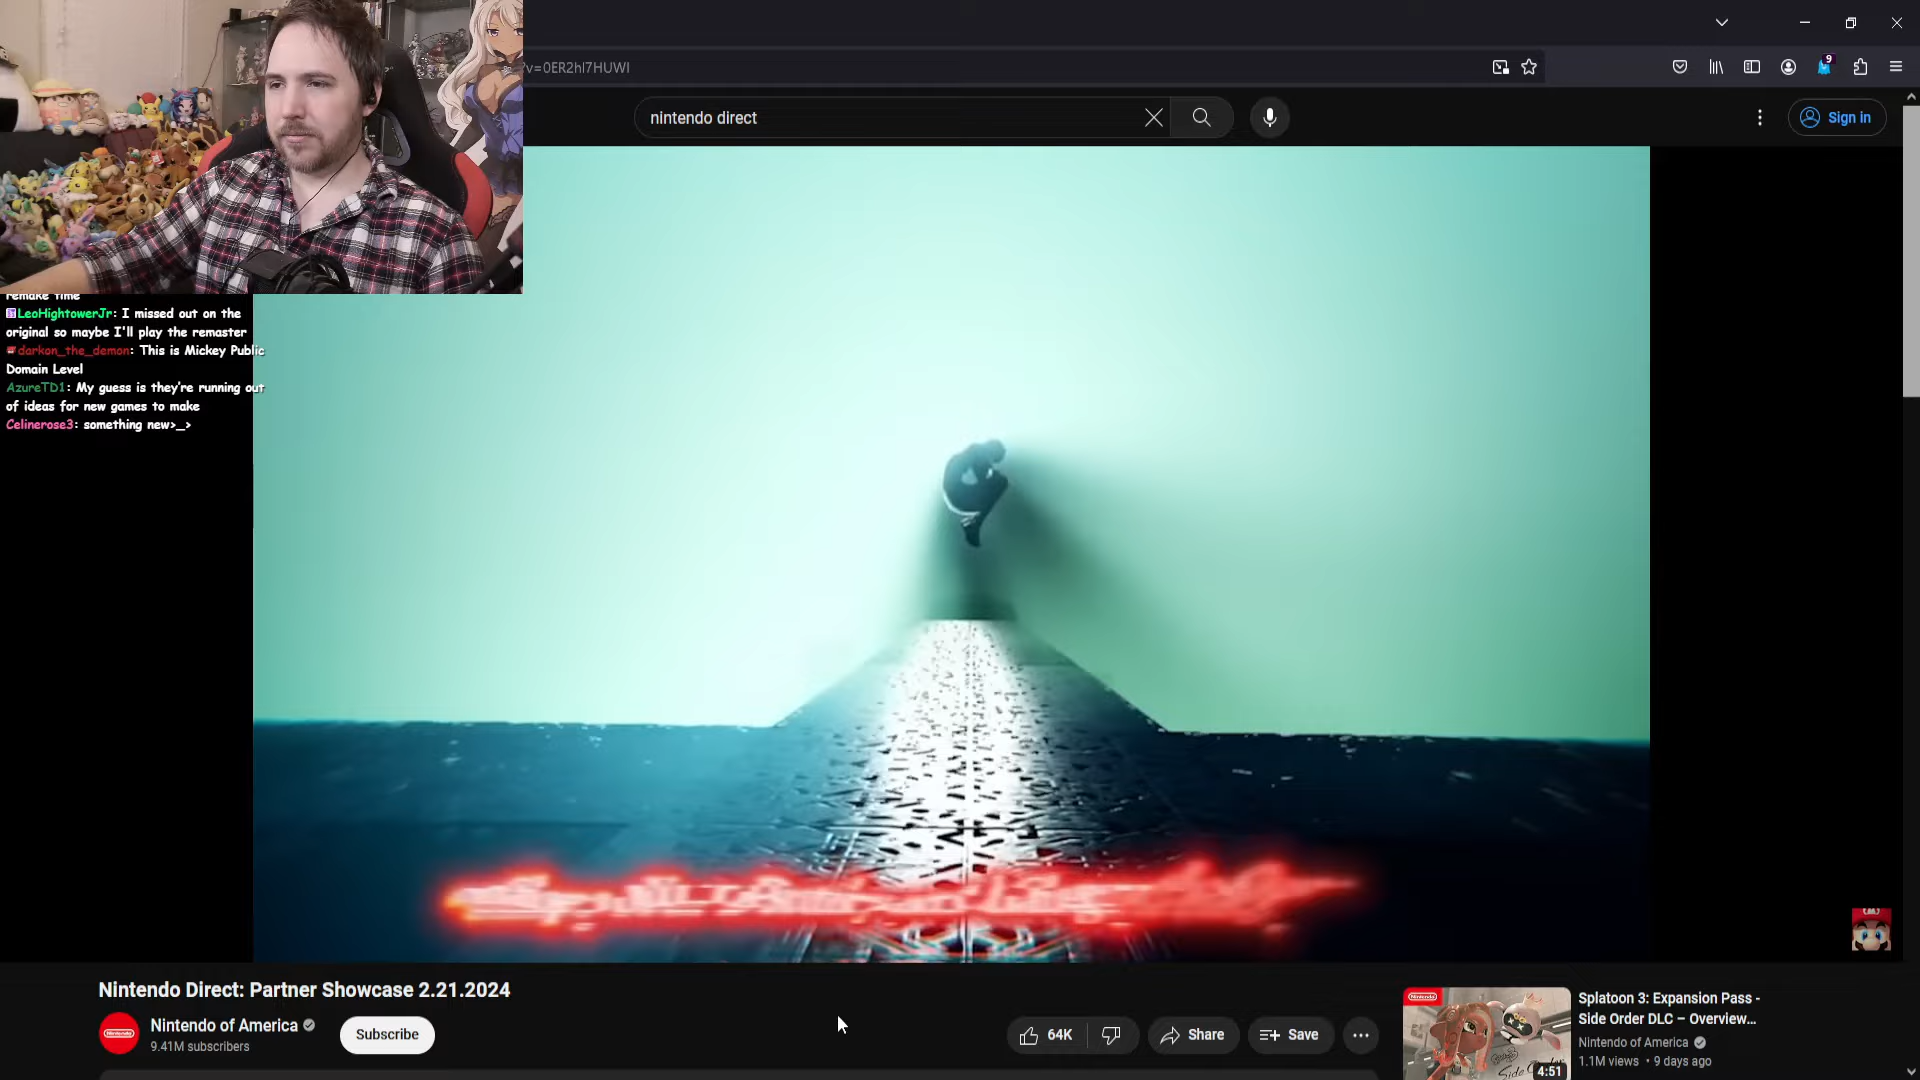 ?v=0ER2hI7HUWI
9
nintendo direct
Sign in
remake time
LeoHightowerJr: I missed out on the
original so maybe I'll play the remaster
darkon_the_demon: This is Mickey Public
Domain Level
AzureTD1: My guess is they're running out
of ideas for new games to make
Celinerose3: something new>_>
Nintendo Direct: Partner Showcase 2.21.2024
Nintendo
Nintendo of America
9.41M subscribers
Subscribe
64K
Share
Save
Nintendo
4:51
Splatoon 3: Expansion Pass -
Side Order DLC – Overview...
Nintendo of America
1.1M views • 9 days ago